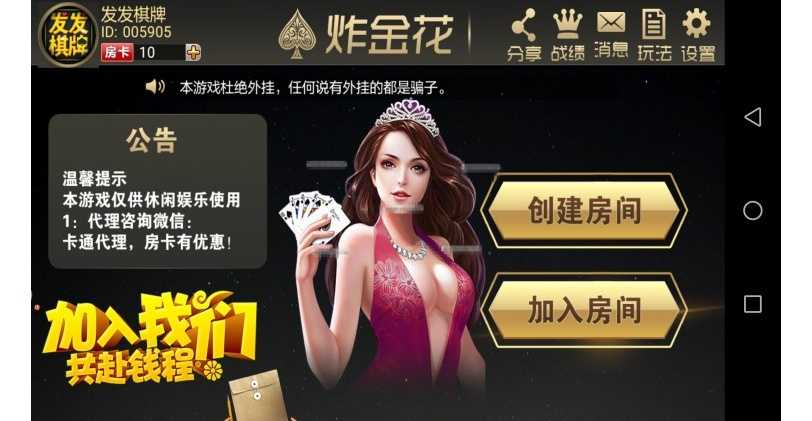 发发棋牌
发发棋牌
ID: 005905
房卡 10
炸金花
分享 战绩 消息 玩法 设置
本游戏杜绝外挂，任何说有外挂的都是骗子。
公告
温馨提示
本游戏仅供休闲娱乐使用
1：代理咨询微信：
卡通代理，房卡有优惠!
创建房间
加入房间
加入我们
共赴钱程